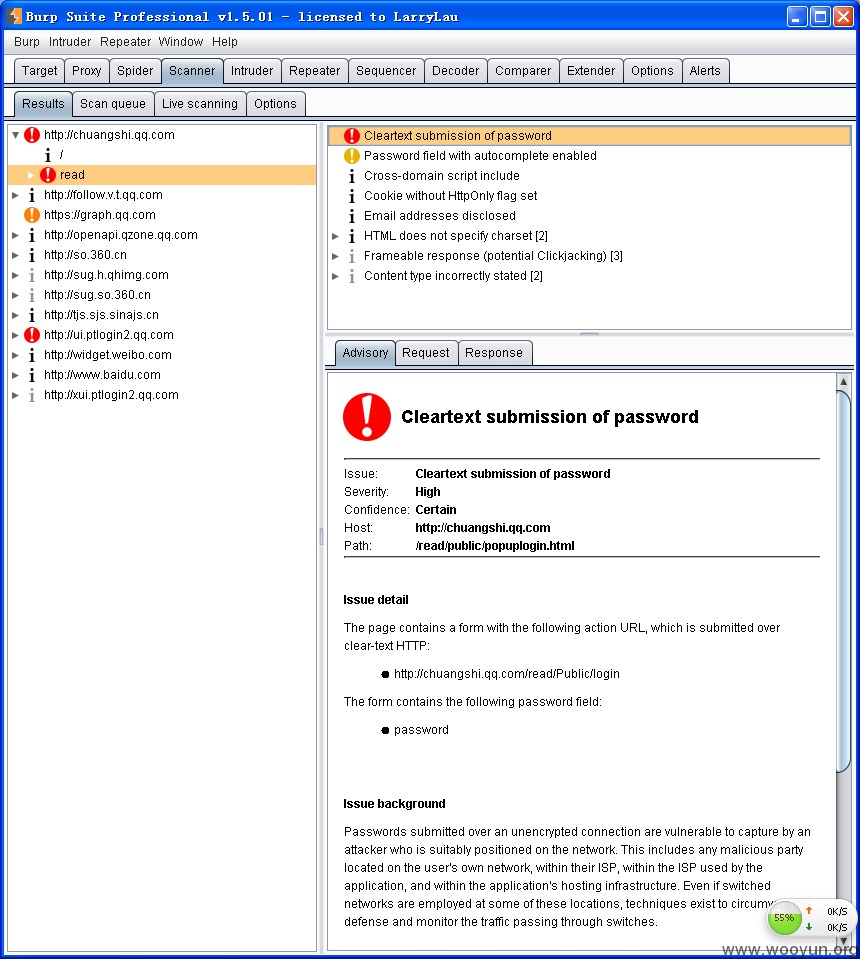 Burp Suite Professional v1.5.01 - licensed to LarryLau
Burp Intruder Repeater Window Help
Target Proxy Spider Scanner Intruder Repeater Sequencer Decoder Comparer Extender Options Alerts
Results Scan queue Live scanning Options
http://chuangshi.qq.com
/
read
http://follow.v.t.qq.com
https://graph.qq.com
http://openapi.qzone.qq.com
http://so.360.cn
http://sug.h.qhimg.com
http://sug.so.360.cn
http://tjs.sjs.sinajs.cn
http://ui.ptlogin2.qq.com
http://widget.weibo.com
http://www.baidu.com
http://xui.ptlogin2.qq.com
Cleartext submission of password
Password field with autocomplete enabled
Cross-domain script include
Cookie without HttpOnly flag set
Email addresses disclosed
HTML does not specify charset [2]
Frameable response (potential Clickjacking) [3]
Content type incorrectly stated [2]
Advisory Request Response
Cleartext submission of password
Issue: Cleartext submission of password
Severity: High
Confidence: Certain
Host: http://chuangshi.qq.com
Path: /read/public/popuplogin.html
Issue detail
The page contains a form with the following action URL, which is submitted over
clear-text HTTP:
http://chuangshi.qq.com/read/Public/login
The form contains the following password field:
password
Issue background
Passwords submitted over an unencrypted connection are vulnerable to capture by an
attacker who is suitably positioned on the network. This includes any malicious party
located on the user's own network, within their ISP, within the ISP used by the
application, and within the application's hosting infrastructure. Even if switched
networks are employed at some of these locations, techniques exist to
defense and monitor the traffic passing through switches.
55% 0K/S
0K/S
www.wooyun.org